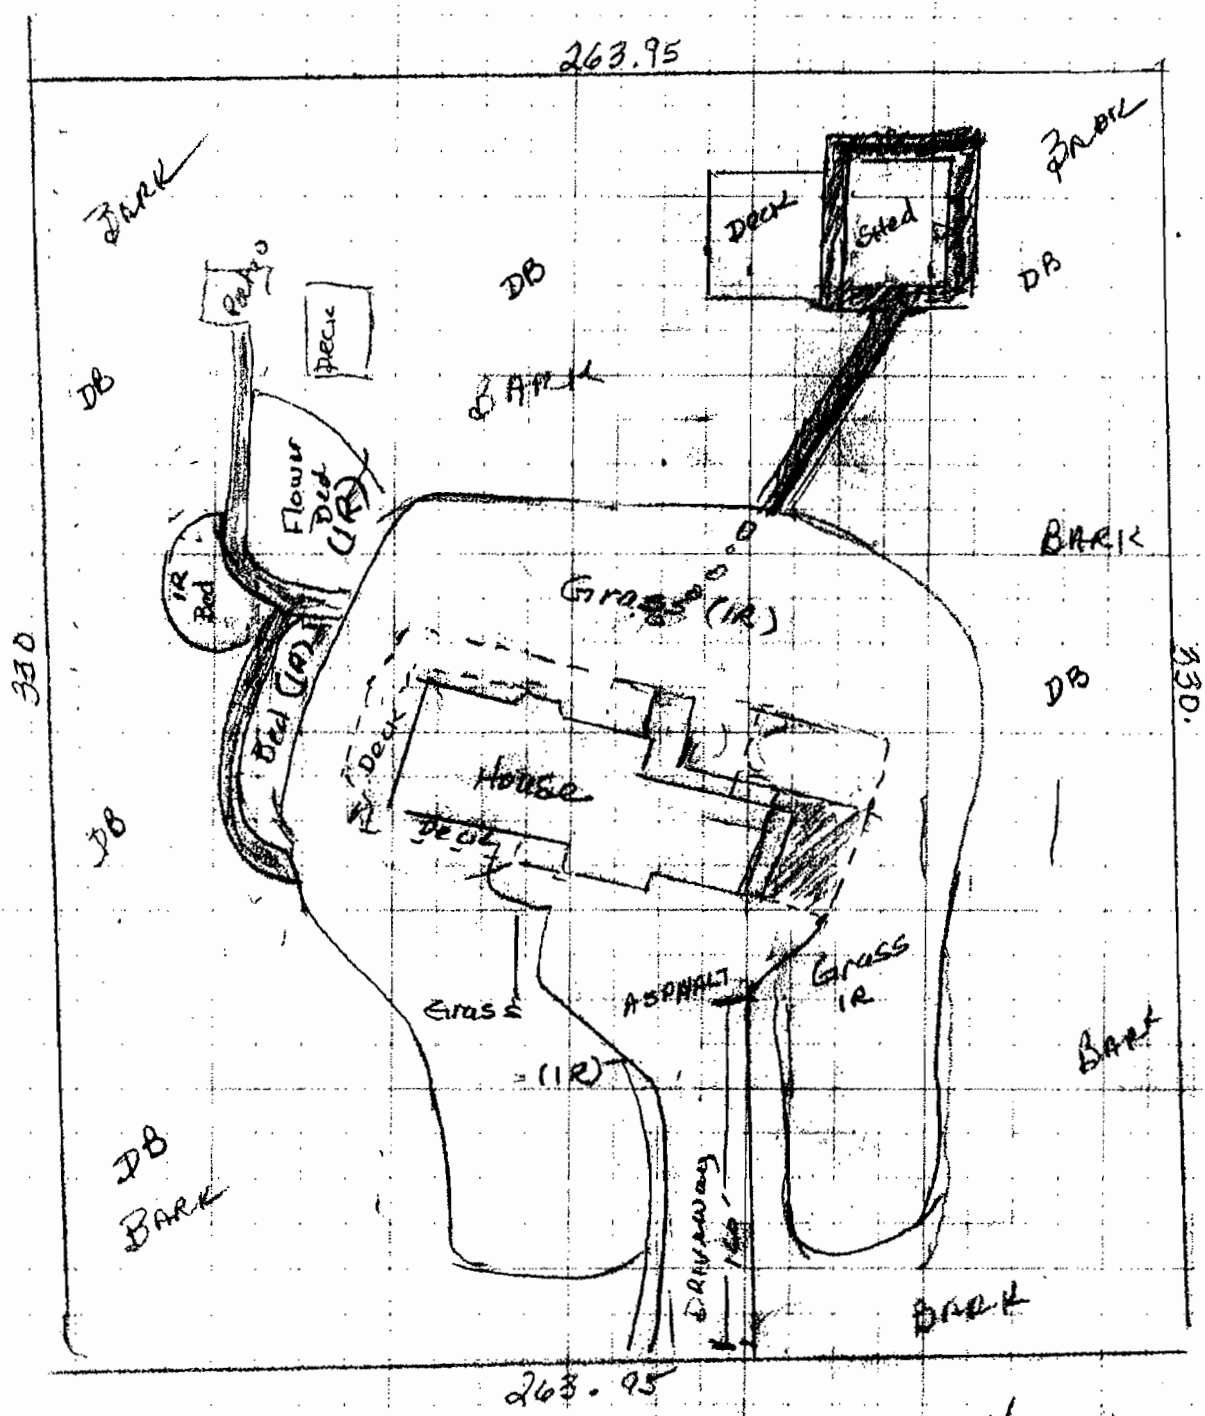 263.95
BARK
BARK
Deck
Shed
Patio
DB
DB
Deck
DB
BARK
Flower
Bed
(IR)
BARK
IR
Bed
Grass (IR)
Bed (IR)
330
330.
DB
Deck
House
Deck
DB
Grass
IR
ASPHALT
Grass
(IR)
BARK
DB
BARK
DRIVEWAY
160'
BARK
263.95